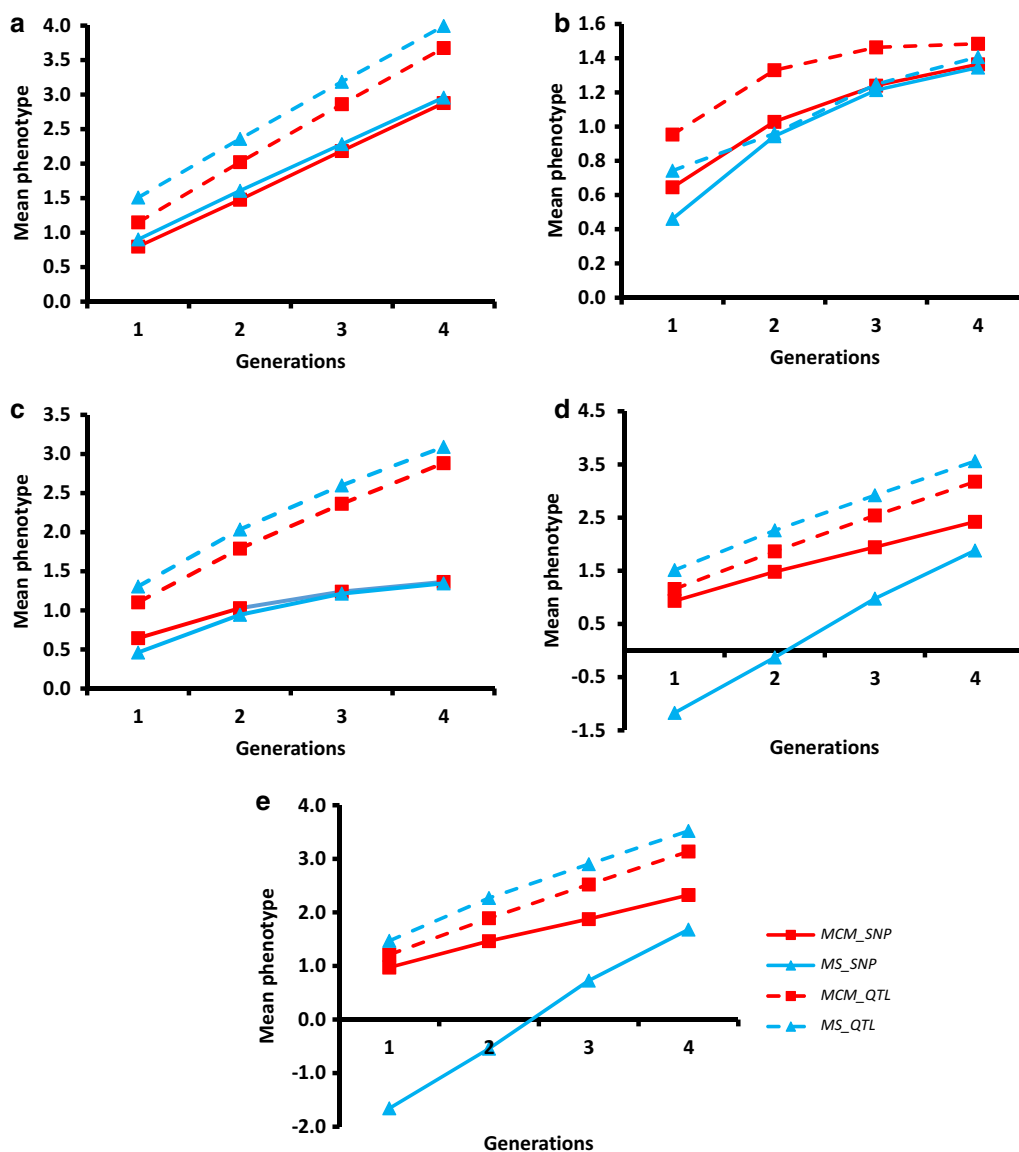 a
4.0
3.5
3.0
2.5
2.0
1.5
1.0
0.5
0.0
Mean phenotype
1 2 3 4
Generations
b
1.6
1.4
1.2
1.0
0.8
0.6
0.4
0.2
0.0
Mean phenotype
1 2 3 4
Generations
c
3.5
3.0
2.5
2.0
1.5
1.0
0.5
0.0
Mean phenotype
1 2 3 4
Generations
d
4.5
3.5
2.5
1.5
0.5
-0.5
-1.5
Mean phenotype
1 2 3 4
Generations
e
4.0
3.0
2.0
1.0
0.0
-1.0
-2.0
Mean phenotype
1 2 3 4
Generations
MCM_SNP
MS_SNP
MCM_QTL
MS_QTL